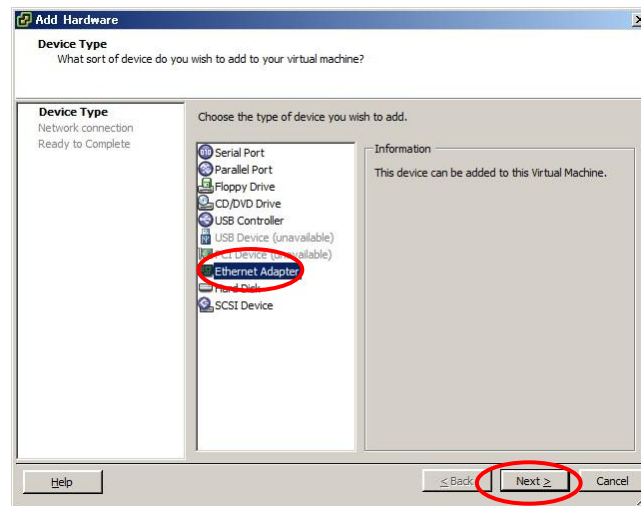 Add Hardware
Device Type
What sort of device do you wish to add to your virtual machine?
Device Type
Network connection
Ready to Complete
Choose the type of device you wish to add.
Serial Port
Parallel Port
Floppy Drive
CD/DVD Drive
USB Controller
USB Device (unavailable)
PCI Device (unavailable)
Ethernet Adapter
Hard Disk
SCSI Device
Information
This device can be added to this Virtual Machine.
Help
< Back
Next >
Cancel